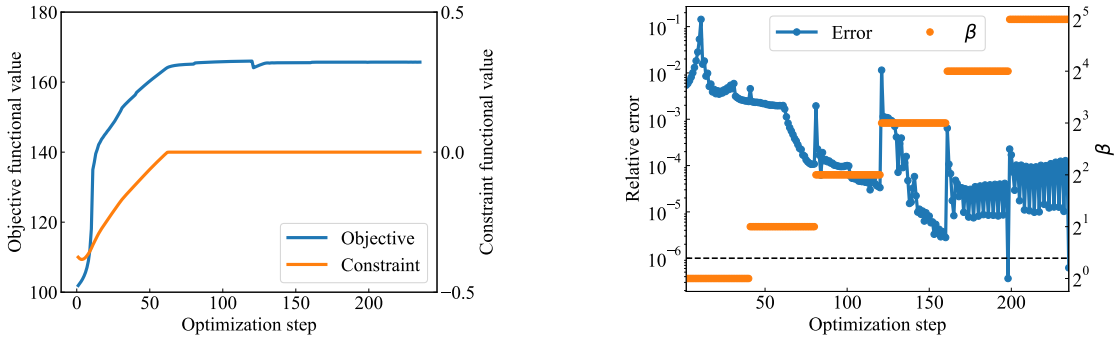 180
160
140
120
100
Objective functional value
0
50
100
150
200
Optimization step
0.5
0.0
−0.5
Constraint functional value
Objective
Constraint
10⁻¹
10⁻²
10⁻³
10⁻⁴
10⁻⁵
10⁻⁶
Relative error
50
100
150
200
Optimization step
2⁵
2⁴
2³
2²
2¹
2⁰
β
Error
β